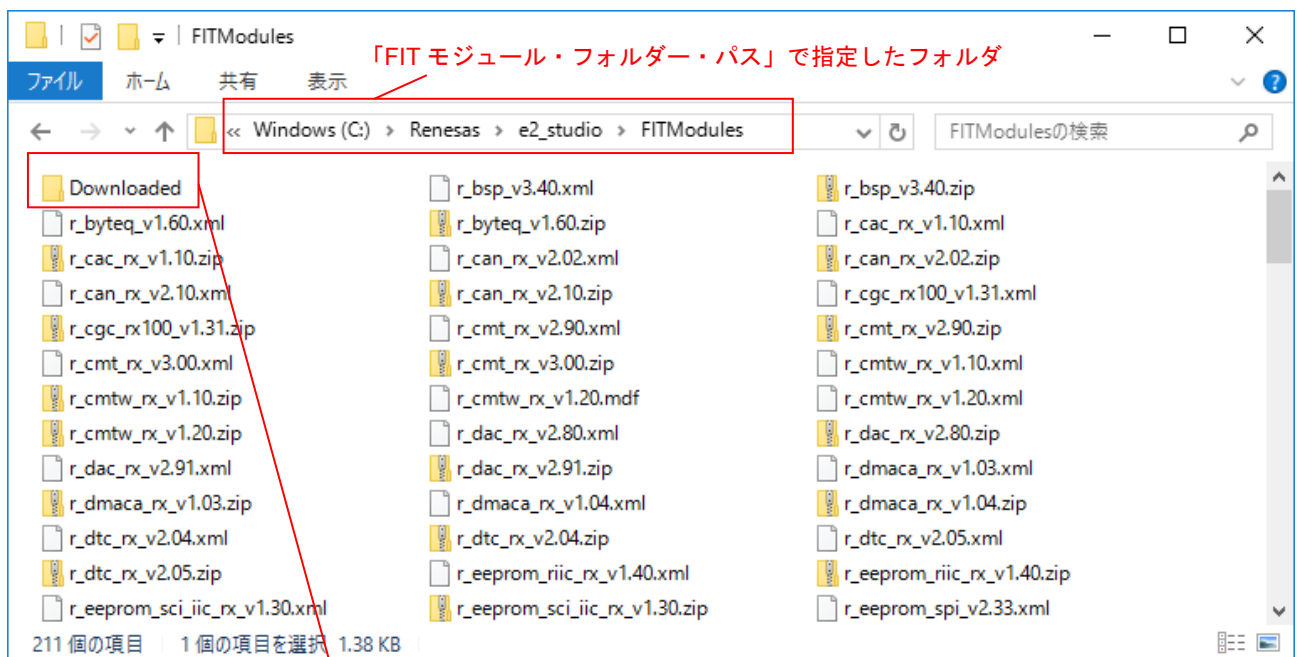 FITModules
「FIT モジュール・フォルダー・パス」で指定したフォルダ
ファイル ホーム 共有 表示
« Windows (C:) › Renesas › e2_studio › FITModules
FITModulesの検索
Downloaded r_bsp_v3.40.xml r_bsp_v3.40.zip
r_byteq_v1.60.xml r_byteq_v1.60.zip r_cac_rx_v1.10.xml
r_cac_rx_v1.10.zip r_can_rx_v2.02.xml r_can_rx_v2.02.zip
r_can_rx_v2.10.xml r_can_rx_v2.10.zip r_cgc_rx100_v1.31.xml
r_cgc_rx100_v1.31.zip r_cmt_rx_v2.90.xml r_cmt_rx_v2.90.zip
r_cmt_rx_v3.00.xml r_cmt_rx_v3.00.zip r_cmtw_rx_v1.10.xml
r_cmtw_rx_v1.10.zip r_cmtw_rx_v1.20.mdf r_cmtw_rx_v1.20.xml
r_cmtw_rx_v1.20.zip r_dac_rx_v2.80.xml r_dac_rx_v2.80.zip
r_dac_rx_v2.91.xml r_dac_rx_v2.91.zip r_dmaca_rx_v1.03.xml
r_dmaca_rx_v1.03.zip r_dmaca_rx_v1.04.xml r_dmaca_rx_v1.04.zip
r_dtc_rx_v2.04.xml r_dtc_rx_v2.04.zip r_dtc_rx_v2.05.xml
r_dtc_rx_v2.05.zip r_eeprom_riic_rx_v1.40.xml r_eeprom_riic_rx_v1.40.zip
r_eeprom_sci_iic_rx_v1.30.xml r_eeprom_sci_iic_rx_v1.30.zip r_eeprom_spi_v2.33.xml
211 個の項目 1 個の項目を選択 1.38 KB